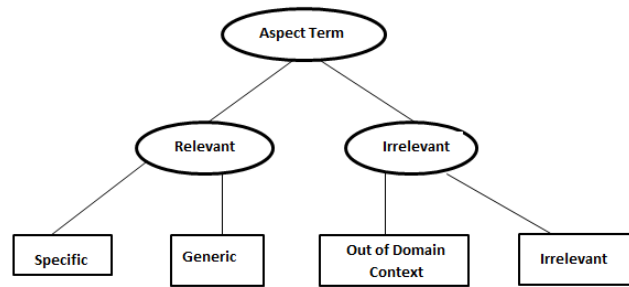 Aspect Term
Relevant
Irrelevant
Specific
Generic
Out of Domain
Context
Irrelevant